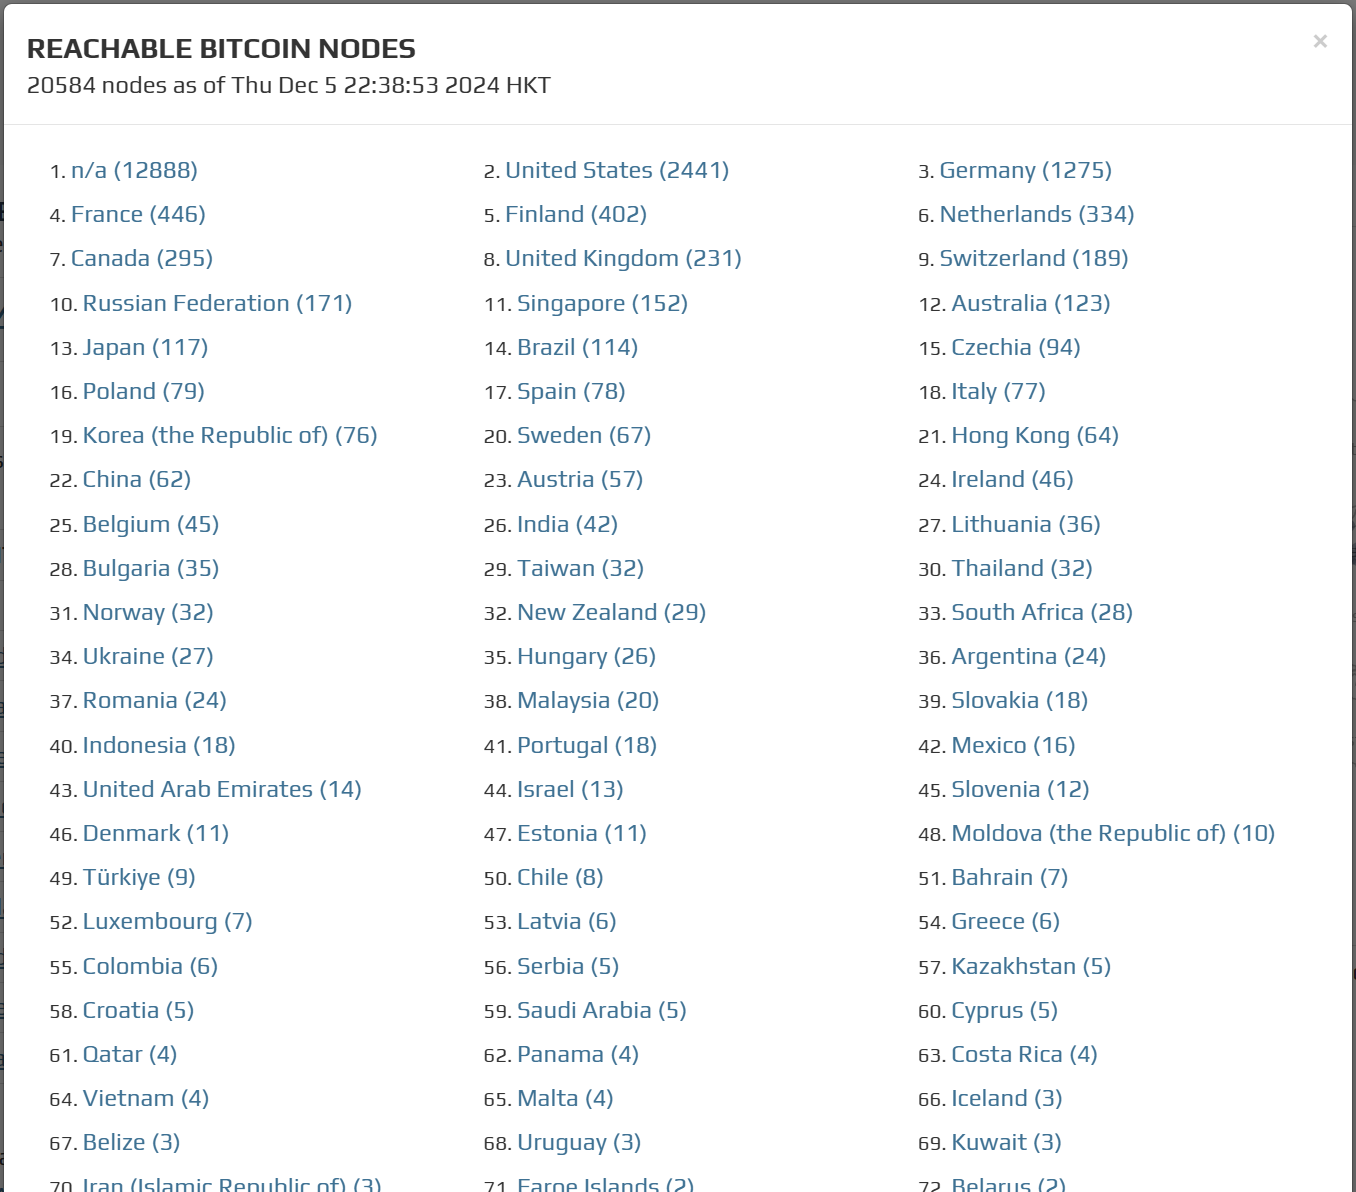 REACHABLE BITCOIN NODES
×
20584 nodes as of Thu Dec 5 22:38:53 2024 HKT
1. n/a (12888) 2. United States (2441) 3. Germany (1275)
4. France (446) 5. Finland (402) 6. Netherlands (334)
7. Canada (295) 8. United Kingdom (231) 9. Switzerland (189)
10. Russian Federation (171) 11. Singapore (152) 12. Australia (123)
13. Japan (117) 14. Brazil (114) 15. Czechia (94)
16. Poland (79) 17. Spain (78) 18. Italy (77)
19. Korea (the Republic of) (76) 20. Sweden (67) 21. Hong Kong (64)
22. China (62) 23. Austria (57) 24. Ireland (46)
25. Belgium (45) 26. India (42) 27. Lithuania (36)
28. Bulgaria (35) 29. Taiwan (32) 30. Thailand (32)
31. Norway (32) 32. New Zealand (29) 33. South Africa (28)
34. Ukraine (27) 35. Hungary (26) 36. Argentina (24)
37. Romania (24) 38. Malaysia (20) 39. Slovakia (18)
40. Indonesia (18) 41. Portugal (18) 42. Mexico (16)
43. United Arab Emirates (14) 44. Israel (13) 45. Slovenia (12)
46. Denmark (11) 47. Estonia (11) 48. Moldova (the Republic of) (10)
49. Türkiye (9) 50. Chile (8) 51. Bahrain (7)
52. Luxembourg (7) 53. Latvia (6) 54. Greece (6)
55. Colombia (6) 56. Serbia (5) 57. Kazakhstan (5)
58. Croatia (5) 59. Saudi Arabia (5) 60. Cyprus (5)
61. Qatar (4) 62. Panama (4) 63. Costa Rica (4)
64. Vietnam (4) 65. Malta (4) 66. Iceland (3)
67. Belize (3) 68. Uruguay (3) 69. Kuwait (3)
70. Iran (Islamic Republic of) (3) 71. Faroe Islands (2) 72. Belarus (2)